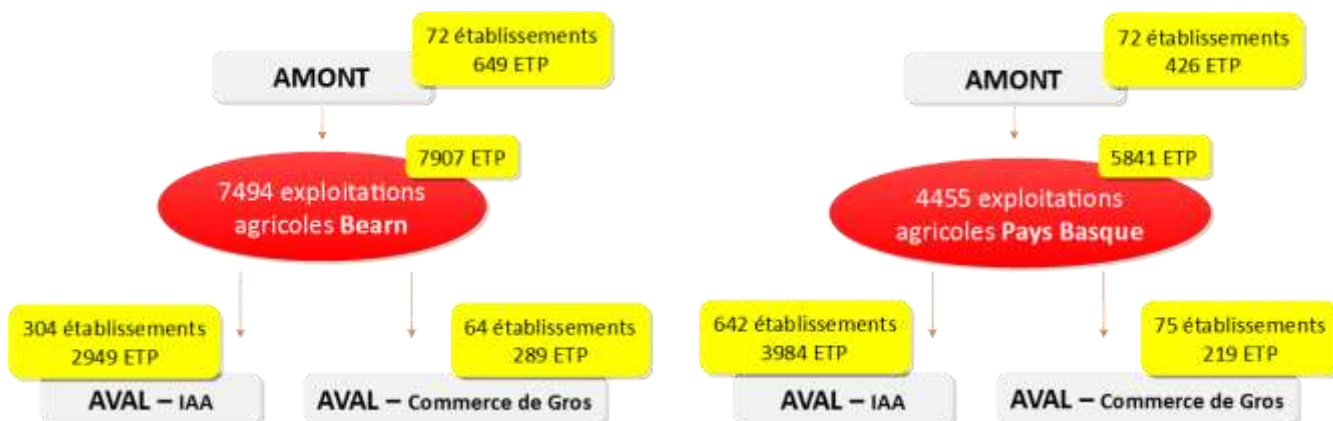 72 établissements
649 ETP
AMONT
7907 ETP
7494 exploitations
agricoles Bearn
304 établissements
2949 ETP
AVAL – IAA
64 établissements
289 ETP
AVAL – Commerce de Gros
72 établissements
426 ETP
AMONT
5841 ETP
4455 exploitations
agricoles Pays Basque
642 établissements
3984 ETP
AVAL – IAA
75 établissements
219 ETP
AVAL – Commerce de Gros